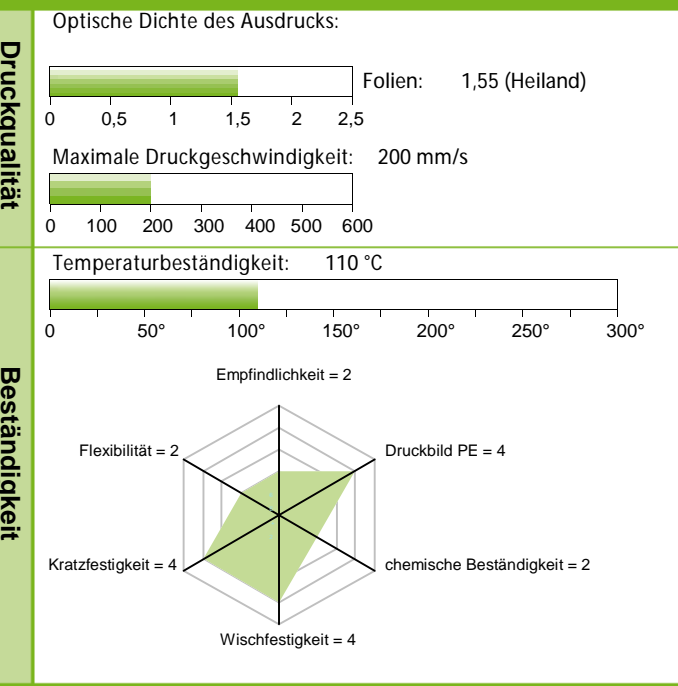 Druckqualität
Optische Dichte des Ausdrucks:
Folien: 1,55 (Heiland)
0 0,5 1 1,5 2 2,5
Maximale Druckgeschwindigkeit: 200 mm/s
0 100 200 300 400 500 600
Beständigkeit
Temperaturbeständigkeit: 110 °C
0 50° 100° 150° 200° 250° 300°
Empfindlichkeit = 2
Flexibilität = 2
Druckbild PE = 4
Kratzfestigkeit = 4
chemische Beständigkeit = 2
Wischfestigkeit = 4